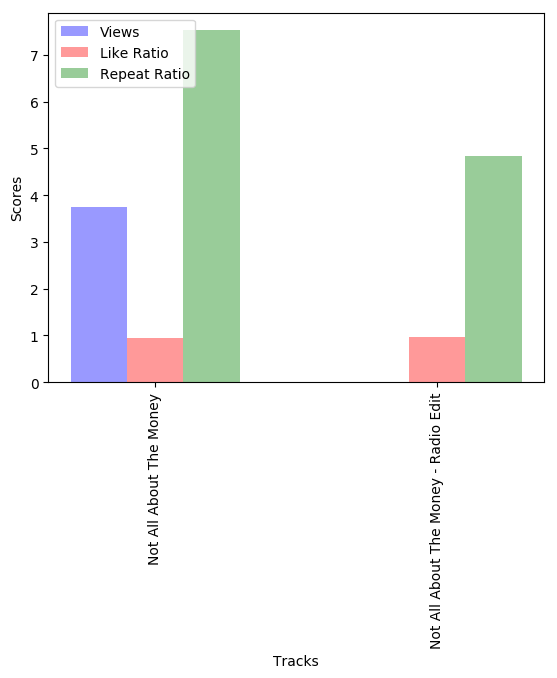 Views
Like Ratio
Repeat Ratio
Scores
7
6
5
4
3
2
1
0
Not All About The Money
Not All About The Money - Radio Edit
Tracks